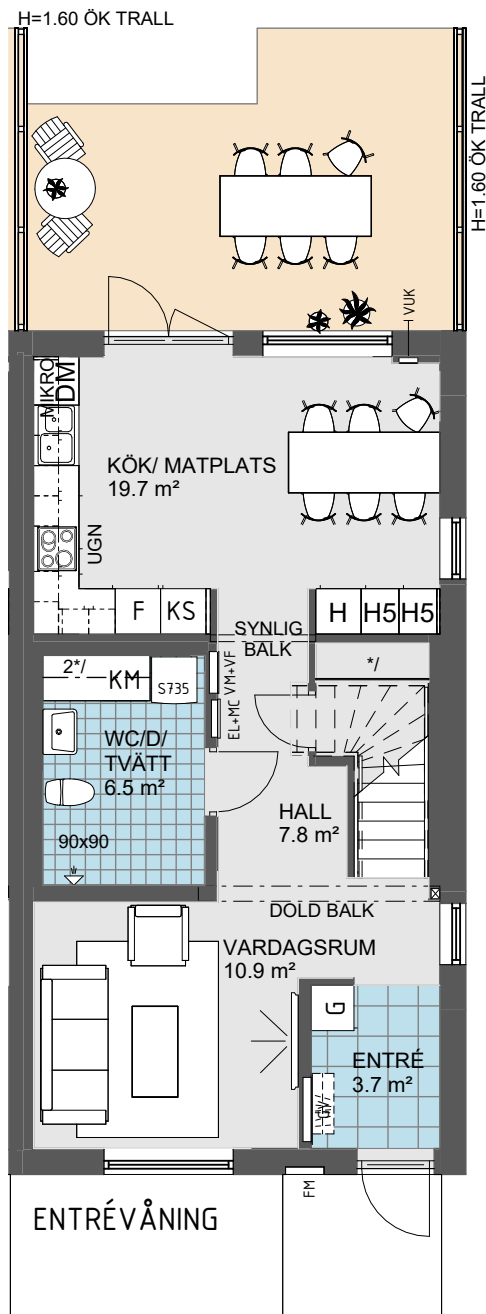 H=1.60 ÖK TRALL
H=1.60 ÖK TRALL
VUK
MIKRO
DM
KÖK/ MATPLATS
19.7 m²
UGN
F
KS
H
H5
H5
SYNLIG
BALK
2*/
KM
S735
VM+VF
EL+MC
*/
WC/D/
TVÄTT
6.5 m²
HALL
7.8 m²
90x90
DOLD BALK
VARDAGSRUM
10.9 m²
G
ENTRÉ
3.7 m²
FM
ENTRÉVÅNING